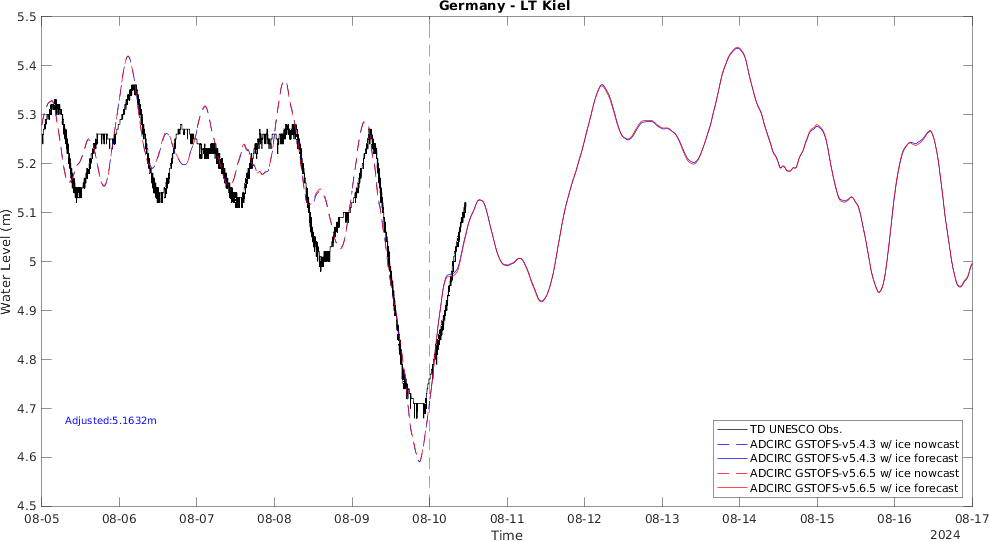 Germany - LT Kiel
5.5
5.4
5.3
5.2
5.1
5
4.9
4.8
4.7
4.6
4.5
Water Level (m)
Adjusted:5.1632m
TD UNESCO Obs.
ADCIRC GSTOFS-v5.4.3 w/ ice nowcast
ADCIRC GSTOFS-v5.4.3 w/ ice forecast
ADCIRC GSTOFS-v5.6.5 w/ ice nowcast
ADCIRC GSTOFS-v5.6.5 w/ ice forecast
08-05 08-06 08-07 08-08 08-09 08-10 08-11 08-12 08-13 08-14 08-15 08-16 08-17
Time
2024